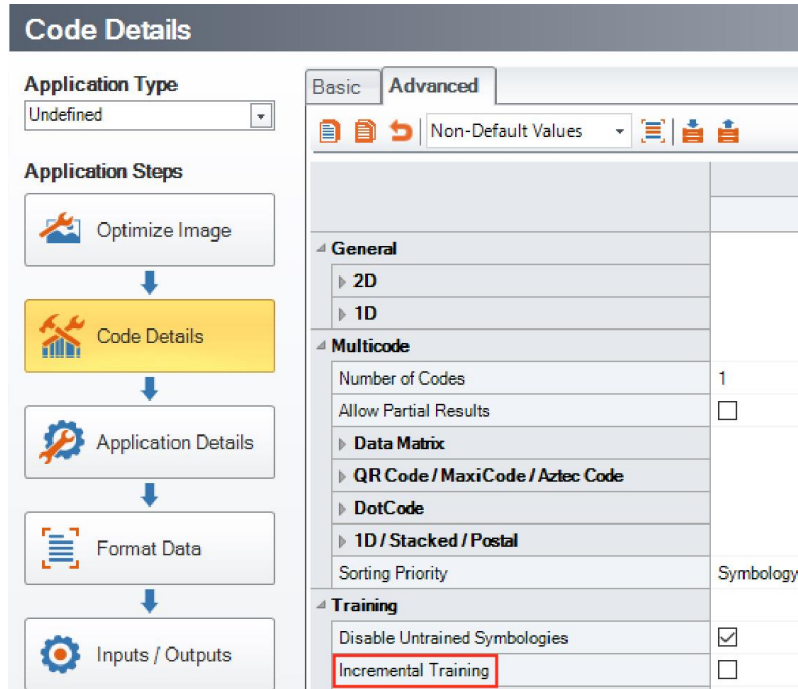 Code Details
Application Type
Undefined
Application Steps
Optimize Image
Code Details
Application Details
Format Data
Inputs / Outputs
Basic
Advanced
Non-Default Values
General
2D
1D
Multicode
Number of Codes 1
Allow Partial Results
Data Matrix
QR Code / MaxiCode / Aztec Code
DotCode
1D / Stacked / Postal
Sorting Priority Symbology
Training
Disable Untrained Symbologies
Incremental Training